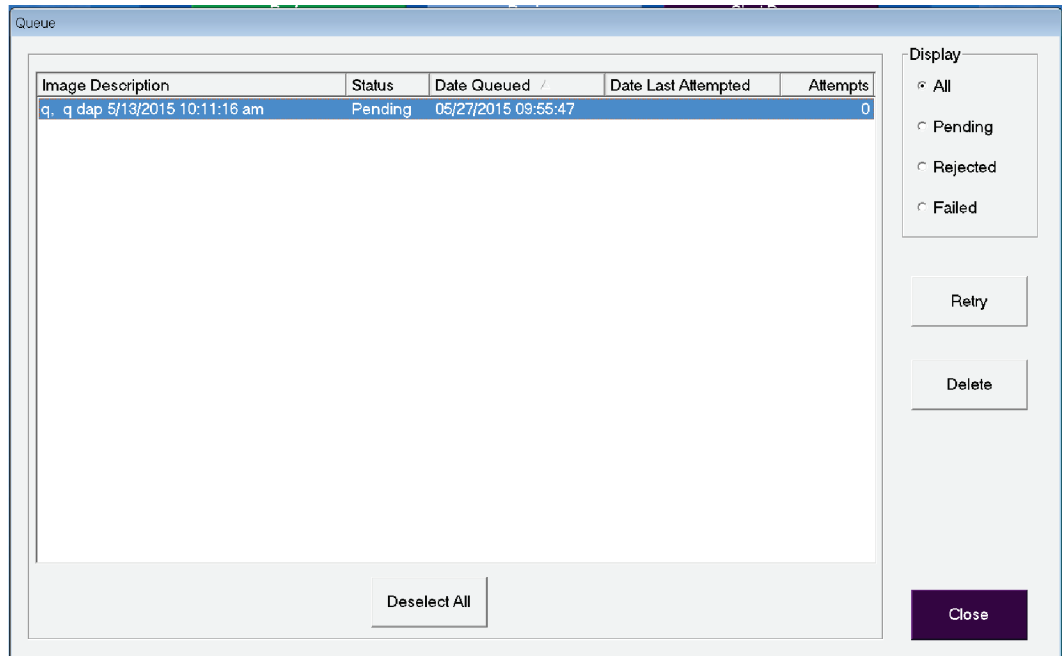 Queue
Display
Image Description Status Date Queued Date Last Attempted Attempts
q, q dap 5/13/2015 10:11:16 am Pending 05/27/2015 09:55:47 0
All
Pending
Rejected
Failed
Retry
Delete
Deselect All
Close